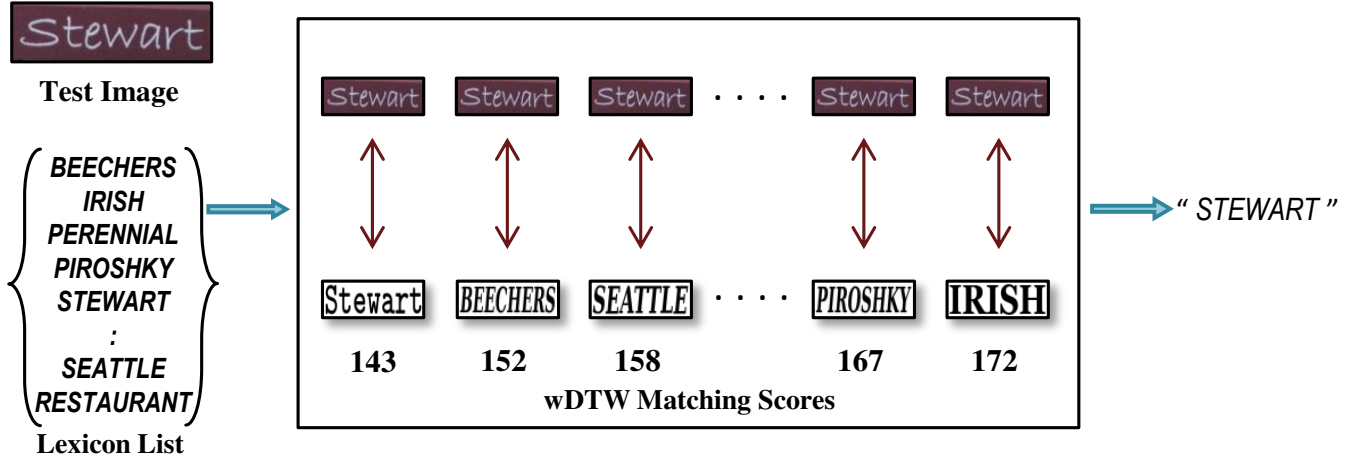 Stewart
Test Image
BEECHERS
IRISH
PERENNIAL
PIROSHKY
STEWART
:
SEATTLE
RESTAURANT
Lexicon List
Stewart Stewart Stewart . . . . Stewart Stewart
Stewart BEECHERS SEATTLE . . . . PIROSHKY IRISH
143 152 158 167 172
wDTW Matching Scores
“ STEWART ”